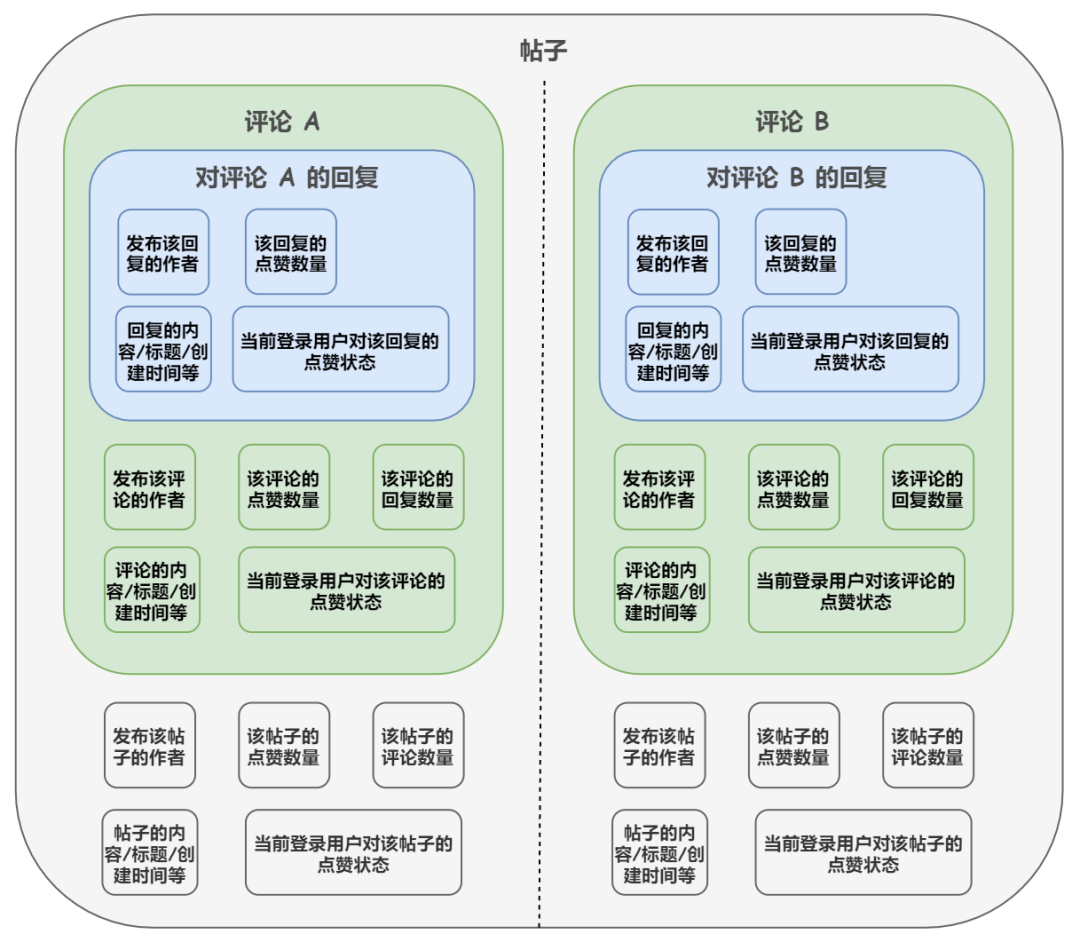 帖子
评论 A
对评论 A 的回复
发布该回
复的作者
该回复的
点赞数量
回复的内
容/标题/创
建时间等
当前登录用户对该回复的
点赞状态
发布该评
论的作者
该评论的
点赞数量
该评论的
回复数量
评论的内
容/标题/创
建时间等
当前登录用户对该评论的
点赞状态
发布该帖
子的作者
该帖子的
点赞数量
该帖子的
评论数量
帖子的内
容/标题/创
建时间等
当前登录用户对该帖子的
点赞状态
评论 B
对评论 B 的回复
发布该回
复的作者
该回复的
点赞数量
回复的内
容/标题/创
建时间等
当前登录用户对该回复的
点赞状态
发布该评
论的作者
该评论的
点赞数量
该评论的
回复数量
评论的内
容/标题/创
建时间等
当前登录用户对该评论的
点赞状态
发布该帖
子的作者
该帖子的
点赞数量
该帖子的
评论数量
帖子的内
容/标题/创
建时间等
当前登录用户对该帖子的
点赞状态